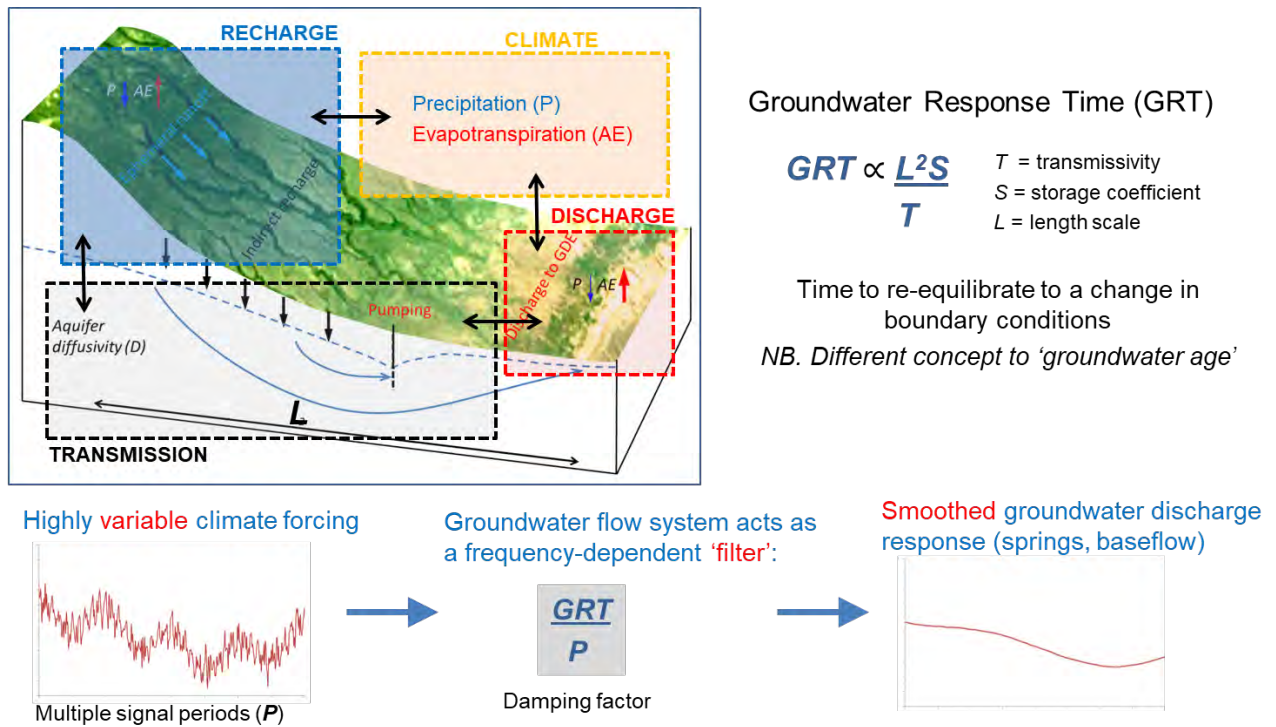 RECHARGE
CLIMATE
P AE
Precipitation (P)
Evapotranspiration (AE)
Indirect recharge
DISCHARGE
Discharge to GDE
P AE
Pumping
Aquifer
diffusivity (D)
L
TRANSMISSION
Groundwater Response Time (GRT)
GRT ∝ L²S
T
T = transmissivity
S = storage coefficient
L = length scale
Time to re-equilibrate to a change in
boundary conditions
NB. Different concept to ‘groundwater age’
Highly variable climate forcing
Multiple signal periods (P)
Groundwater flow system acts as
a frequency-dependent ‘filter’:
GRT
P
Damping factor
Smoothed groundwater discharge
response (springs, baseflow)